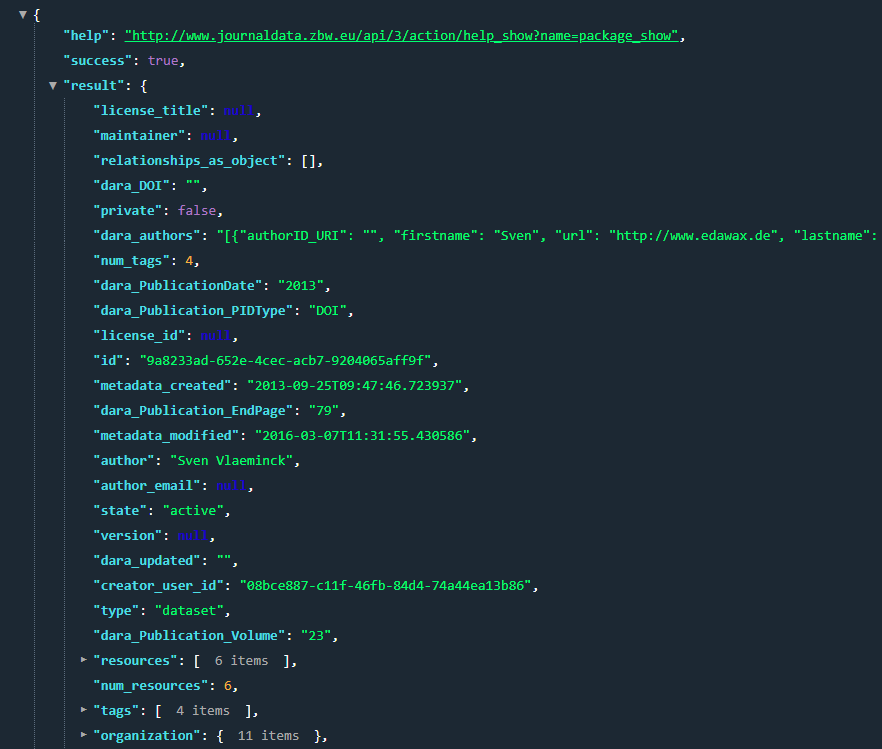 {
"help": "http://www.journaldata.zbw.eu/api/3/action/help_show?name=package_show",
"success": true,
"result": {
"license_title": null,
"maintainer": null,
"relationships_as_object": [],
"dara_DOI": "",
"private": false,
"dara_authors": "[{"authorID_URI": "", "firstname": "Sven", "url": "http://www.edawax.de", "lastname":
"num_tags": 4,
"dara_PublicationDate": "2013",
"dara_Publication_PIDType": "DOI",
"license_id": null,
"id": "9a8233ad-652e-4cec-acb7-9204065aff9f",
"metadata_created": "2013-09-25T09:47:46.723937",
"dara_Publication_EndPage": "79",
"metadata_modified": "2016-03-07T11:31:55.430586",
"author": "Sven Vlaeminck",
"author_email": null,
"state": "active",
"version": null,
"dara_updated": "",
"creator_user_id": "08bce887-c11f-46fb-84d4-74a44ea13b86",
"type": "dataset",
"dara_Publication_Volume": "23",
"resources": [ 6 items ],
"num_resources": 6,
"tags": [ 4 items ],
"organization": { 11 items },